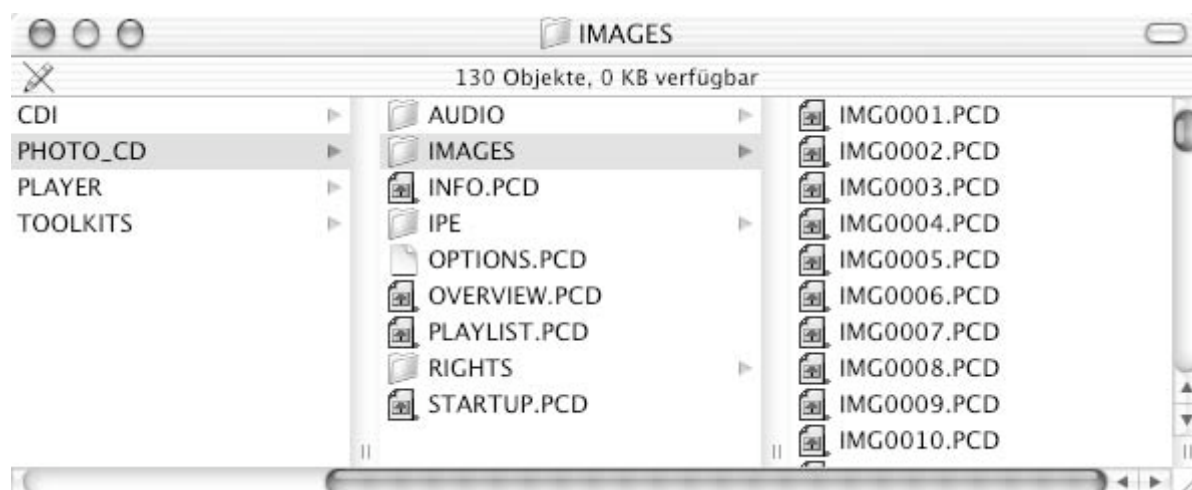 IMAGES
130 Objekte, 0 KB verfügbar
CDI
PHOTO_CD
PLAYER
TOOLKITS
AUDIO
IMAGES
INFO.PCD
IPE
OPTIONS.PCD
OVERVIEW.PCD
PLAYLIST.PCD
RIGHTS
STARTUP.PCD
IMG0001.PCD
IMG0002.PCD
IMG0003.PCD
IMG0004.PCD
IMG0005.PCD
IMG0006.PCD
IMG0007.PCD
IMG0008.PCD
IMG0009.PCD
IMG0010.PCD